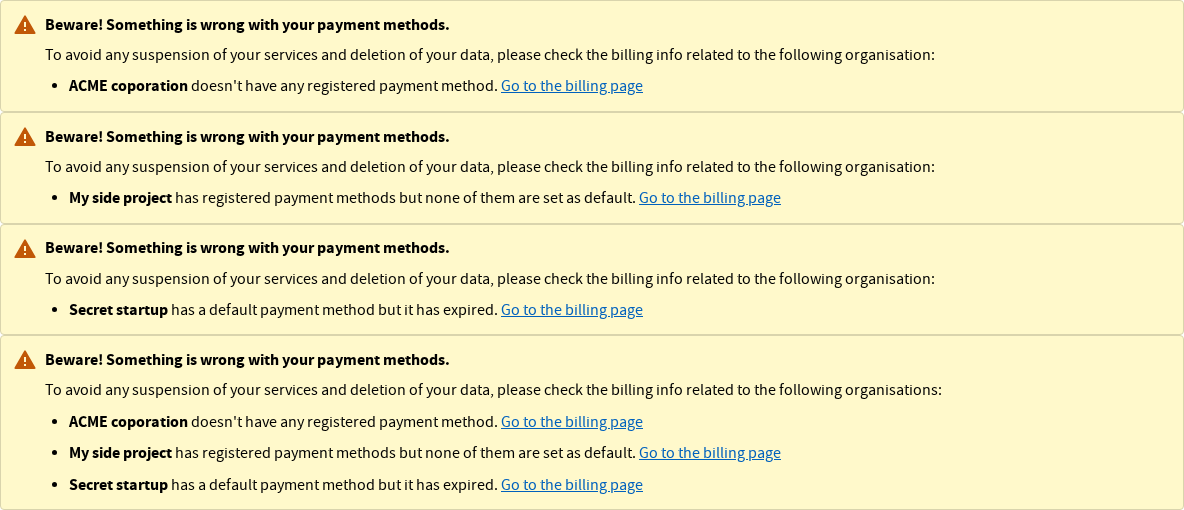 Beware! Something is wrong with your payment methods.
To avoid any suspension of your services and deletion of your data, please check the billing info related to the following organisation:
• ACME coporation doesn't have any registered payment method. Go to the billing page
Beware! Something is wrong with your payment methods.
To avoid any suspension of your services and deletion of your data, please check the billing info related to the following organisation:
• My side project has registered payment methods but none of them are set as default. Go to the billing page
Beware! Something is wrong with your payment methods.
To avoid any suspension of your services and deletion of your data, please check the billing info related to the following organisation:
• Secret startup has a default payment method but it has expired. Go to the billing page
Beware! Something is wrong with your payment methods.
To avoid any suspension of your services and deletion of your data, please check the billing info related to the following organisations:
• ACME coporation doesn't have any registered payment method. Go to the billing page
• My side project has registered payment methods but none of them are set as default. Go to the billing page
• Secret startup has a default payment method but it has expired. Go to the billing page